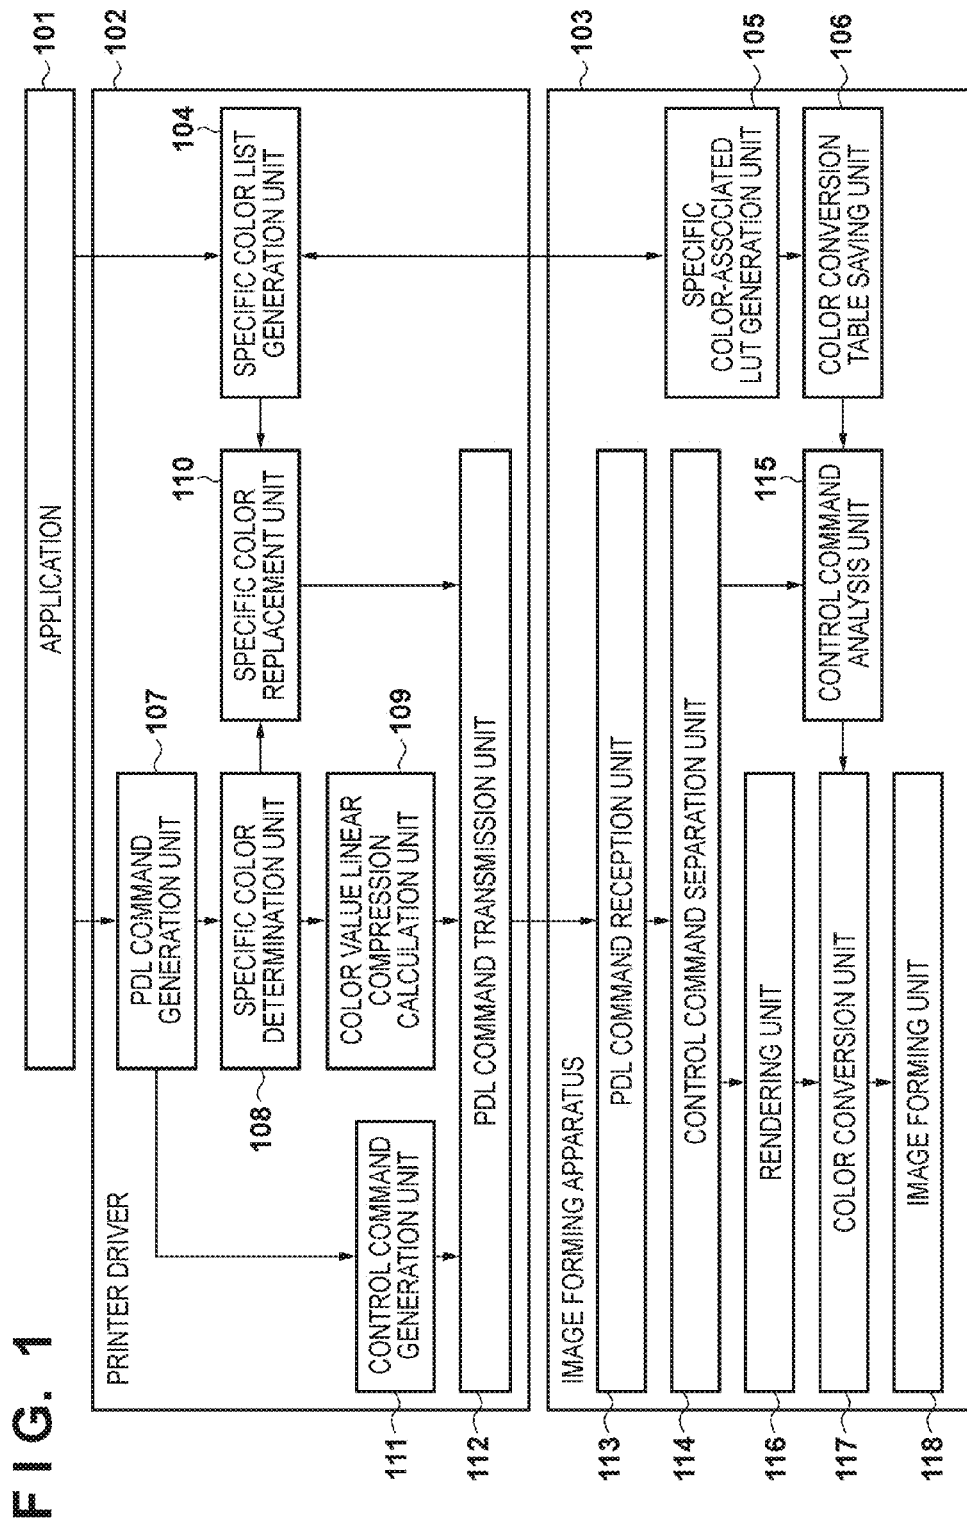 FIG. 1
APPLICATION
101
PRINTER DRIVER
102
PDL COMMAND
GENERATION UNIT
107
SPECIFIC COLOR
DETERMINATION UNIT
108
SPECIFIC COLOR
REPLACEMENT UNIT
110
SPECIFIC COLOR LIST
GENERATION UNIT
104
CONTROL COMMAND
GENERATION UNIT
111
COLOR VALUE LINEAR
COMPRESSION
CALCULATION UNIT
109
PDL COMMAND TRANSMISSION UNIT
112
IMAGE FORMING APPARATUS
103
PDL COMMAND RECEPTION UNIT
113
CONTROL COMMAND SEPARATION UNIT
114
SPECIFIC
COLOR-ASSOCIATED
LUT GENERATION UNIT
105
RENDERING UNIT
116
CONTROL COMMAND
ANALYSIS UNIT
115
COLOR CONVERSION
TABLE SAVING UNIT
106
COLOR CONVERSION UNIT
117
IMAGE FORMING UNIT
118